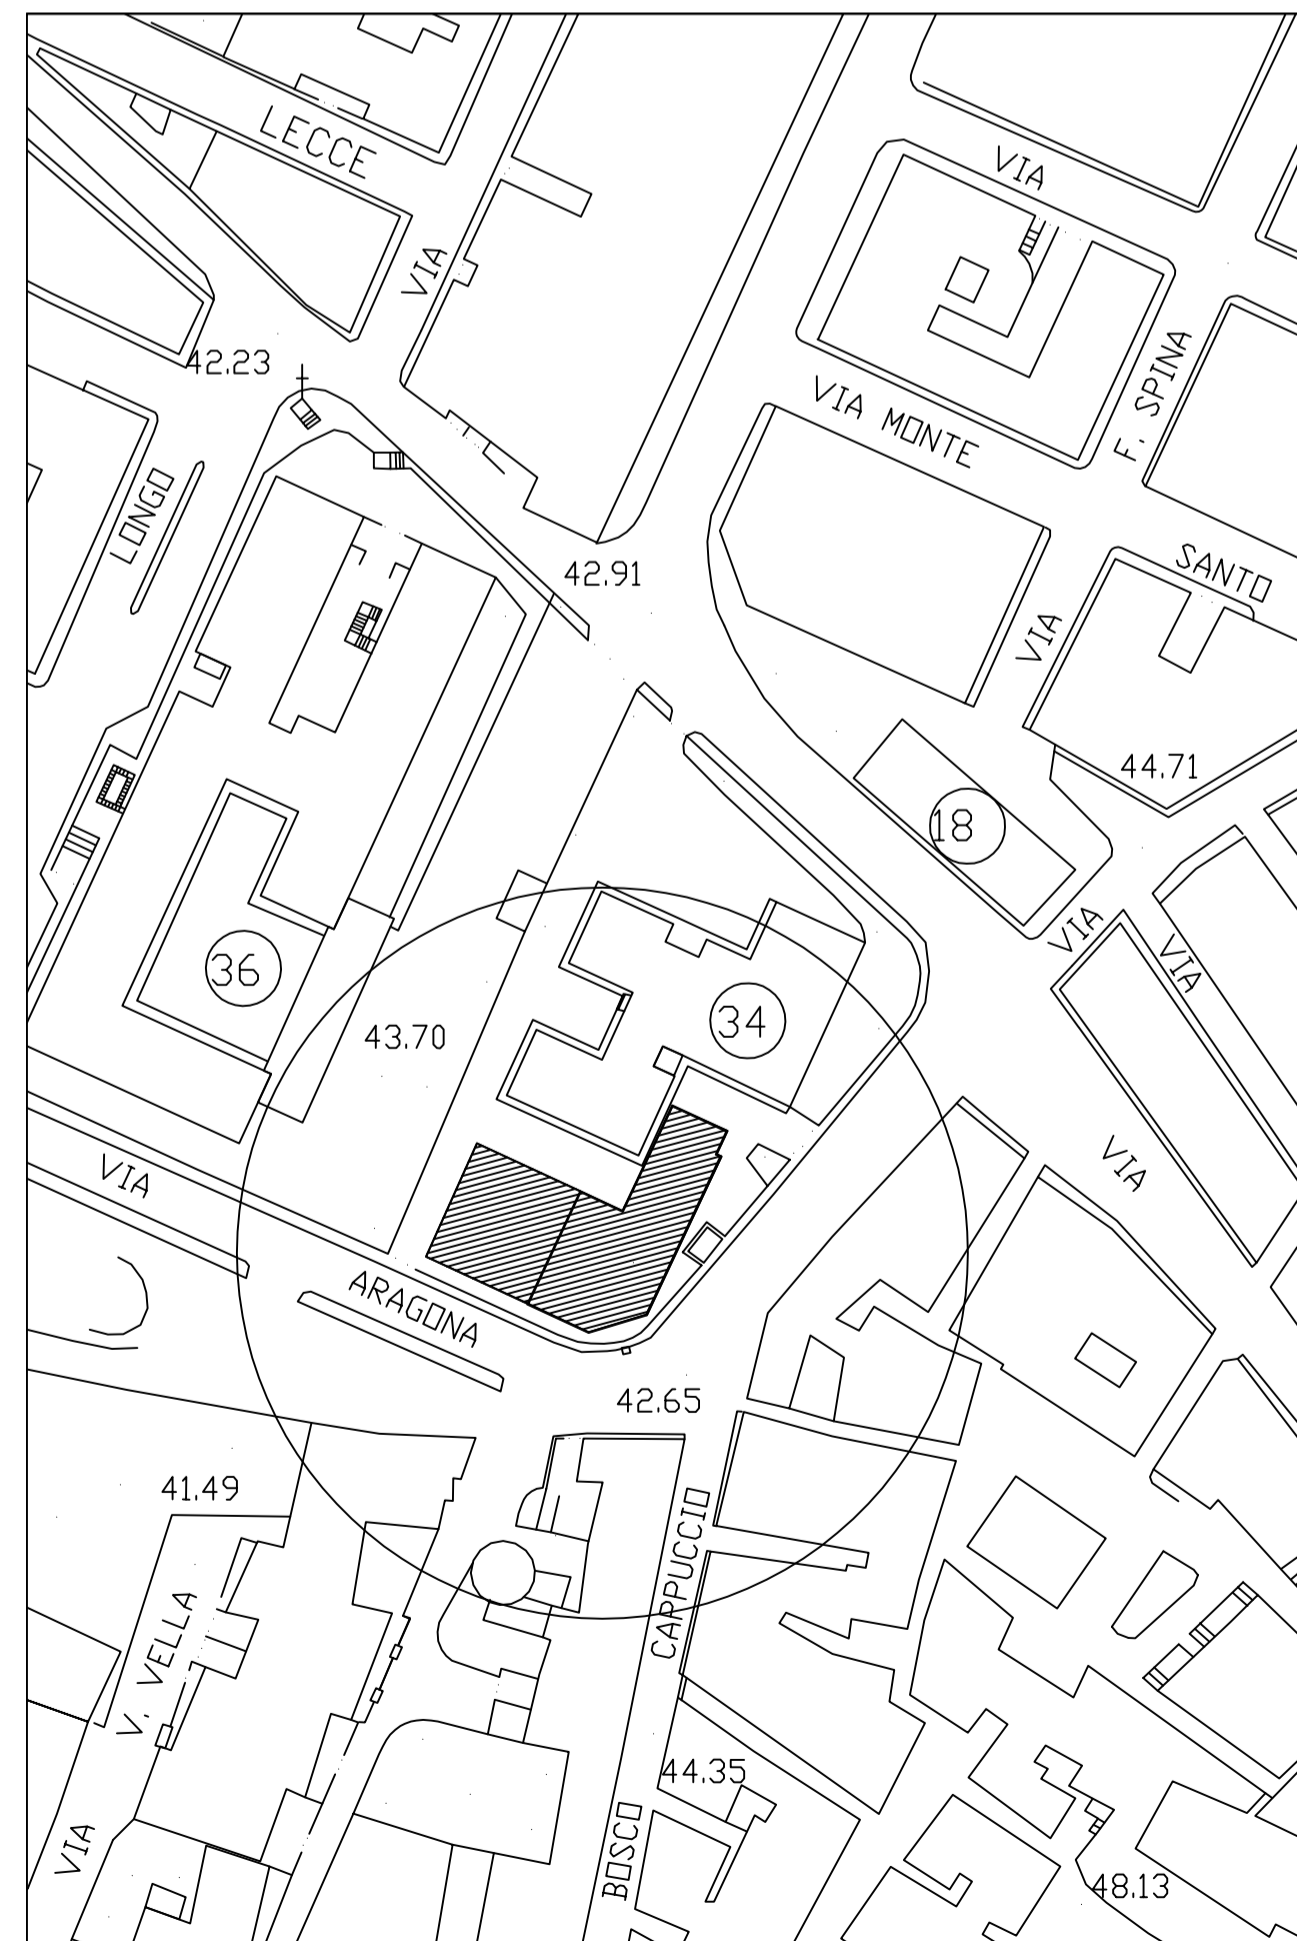 LECCE
VIA
VIA
42.23
F. SPINA
VIA MONTE
LONGO
42.91
SANTO
VIA
44.71
18
VIA
VIA
36
34
43.70
VIA
VIA
ARAGONA
42.65
41.49
CAPPUCCIO
V. VELLA
44.35
BOSCO
VIA
48.13